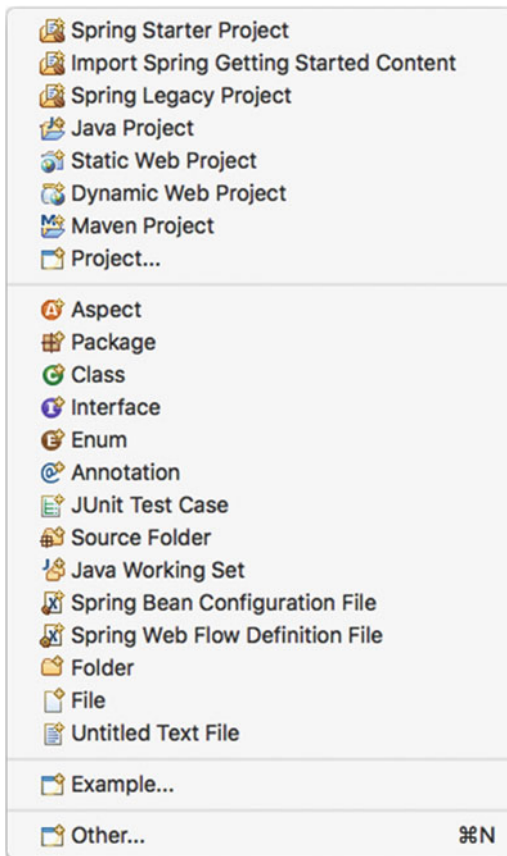 Spring Starter Project
Import Spring Getting Started Content
Spring Legacy Project
Java Project
Static Web Project
Dynamic Web Project
Maven Project
Project...
Aspect
Package
Class
Interface
Enum
Annotation
JUnit Test Case
Source Folder
Java Working Set
Spring Bean Configuration File
Spring Web Flow Definition File
Folder
File
Untitled Text File
Example...
Other... ⌘N